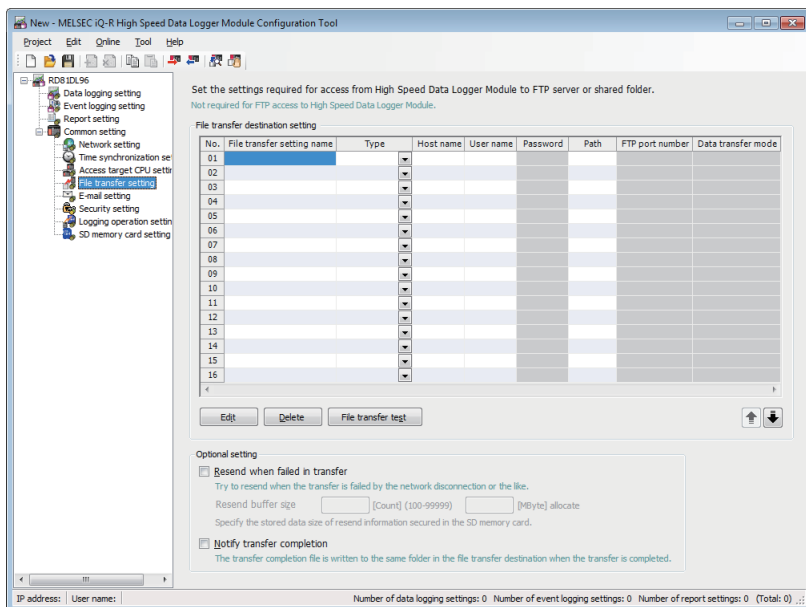 New - MELSEC iQ-R High Speed Data Logger Module Configuration Tool
Project Edit Online Tool Help
RD81DL96
Data logging setting
Event logging setting
Report setting
Common setting
Network setting
Time synchronization se
Access target CPU settin
File transfer setting
E-mail setting
Security setting
Logging operation settin
SD memory card setting
Set the settings required for access from High Speed Data Logger Module to FTP server or shared folder.
Not required for FTP access to High Speed Data Logger Module.
File transfer destination setting
No. File transfer setting name Type Host name User name Password Path FTP port number Data transfer mode
01
02
03
04
05
06
07
08
09
10
11
12
13
14
15
16
Edit Delete File transfer test
Optional setting
Resend when failed in transfer
Try to resend when the transfer is failed by the network disconnection or the like.
Resend buffer size [Count] (100-99999) [MByte] allocate
Specify the stored data size of resend information secured in the SD memory card.
Notify transfer completion
The transfer completion file is written to the same folder in the file transfer destination when the transfer is completed.
IP address: User name: Number of data logging settings: 0 Number of event logging settings: 0 Number of report settings: 0 (Total: 0)